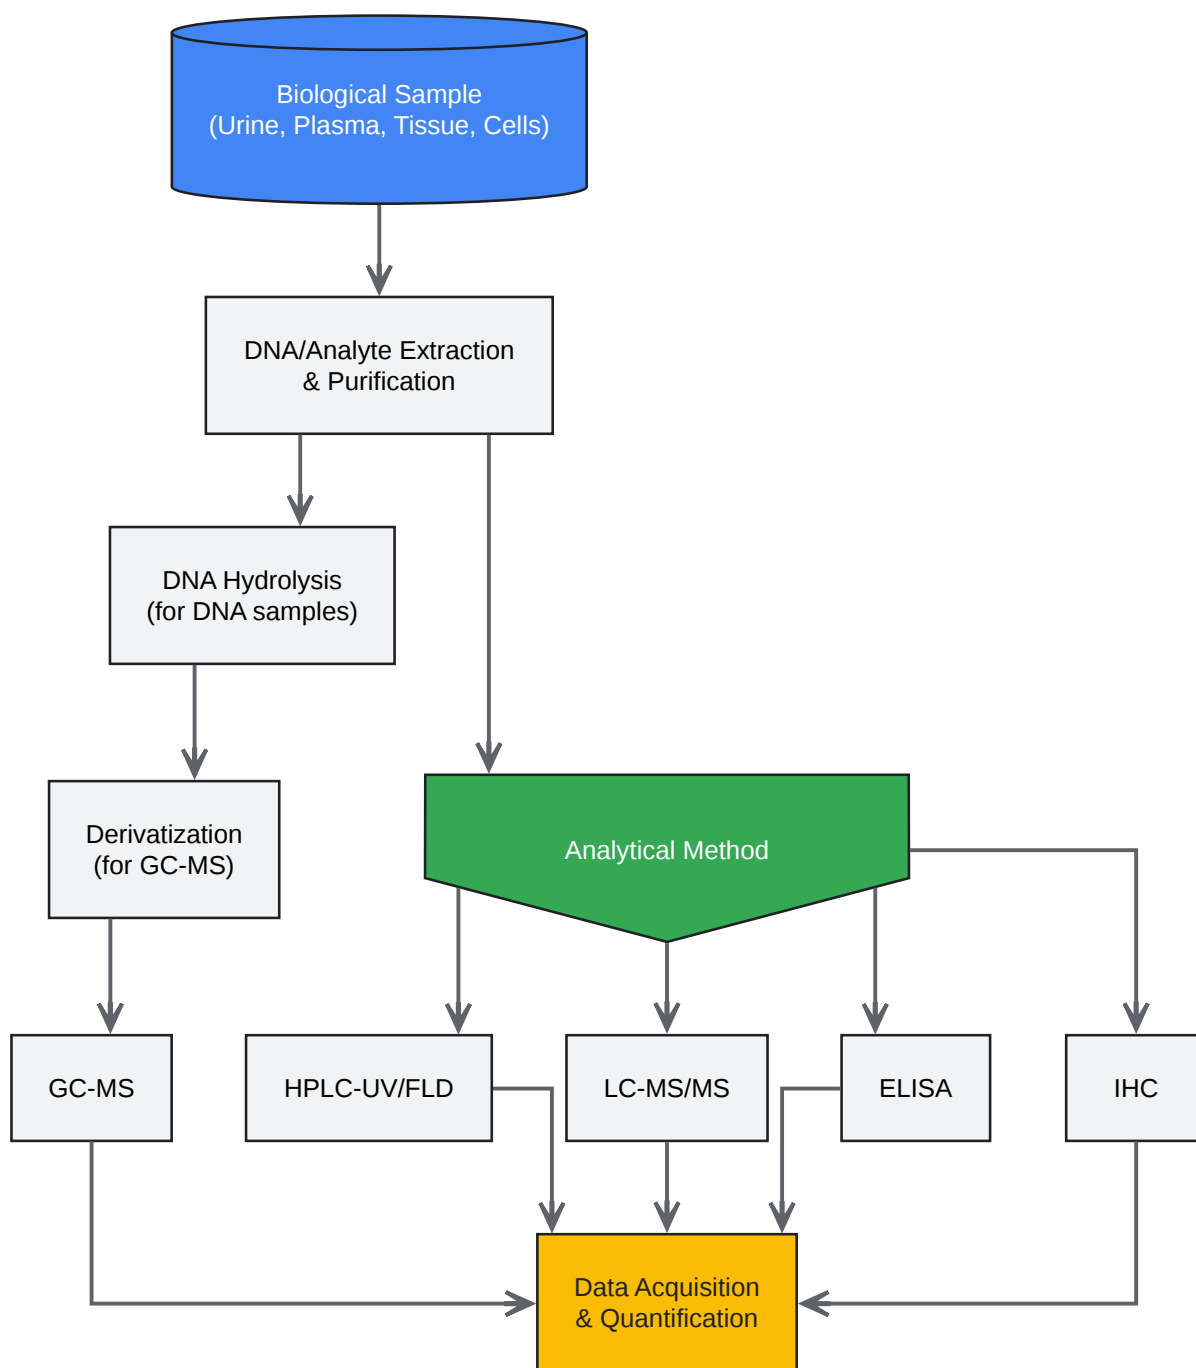 Biological Sample
(Urine, Plasma, Tissue, Cells)
DNA/Analyte Extraction
& Purification
DNA Hydrolysis
(for DNA samples)
Derivatization
(for GC-MS)
Analytical Method
GC-MS
HPLC-UV/FLD
LC-MS/MS
ELISA
IHC
Data Acquisition
& Quantification